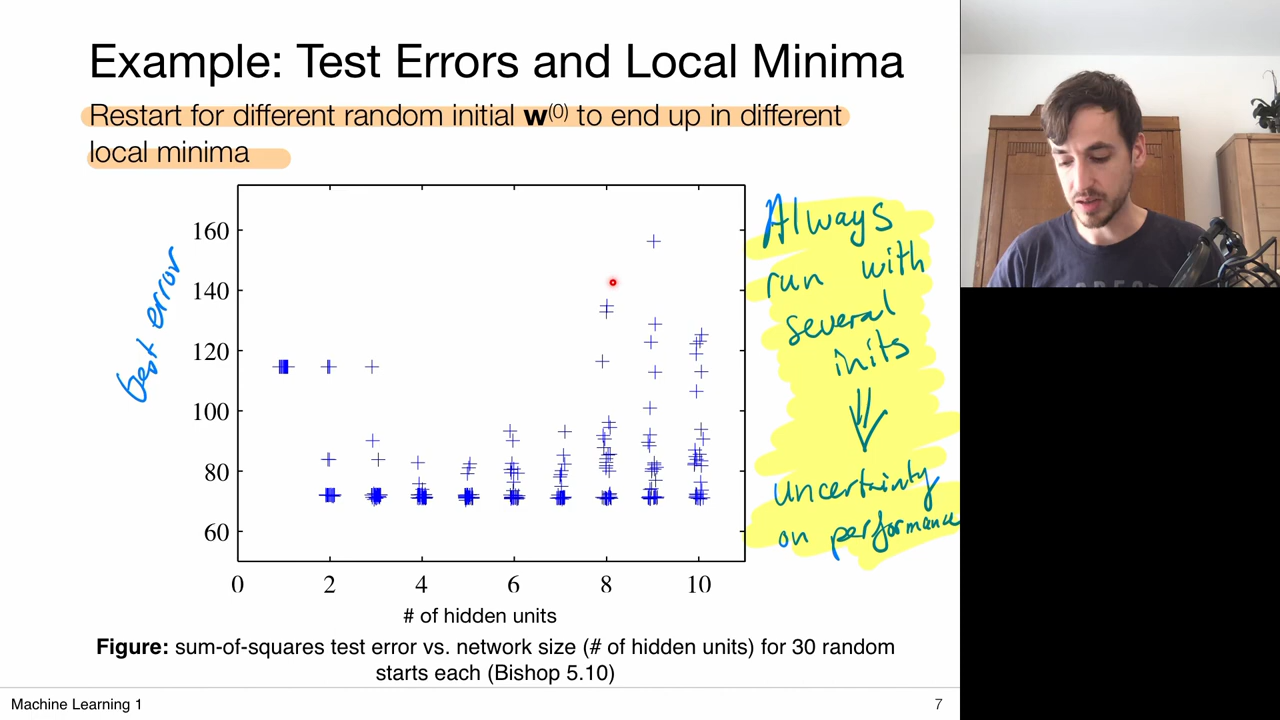 Example: Test Errors and Local Minima
Restart for different random initial w(0) to end up in different
local minima
160
140
120
100
80
60
0 2 4 6 8 10
# of hidden units
best error
Always
run with
several
inits
⇓
uncertainty
on performance
Figure: sum-of-squares test error vs. network size (# of hidden units) for 30 random
starts each (Bishop 5.10)
Machine Learning 1
7